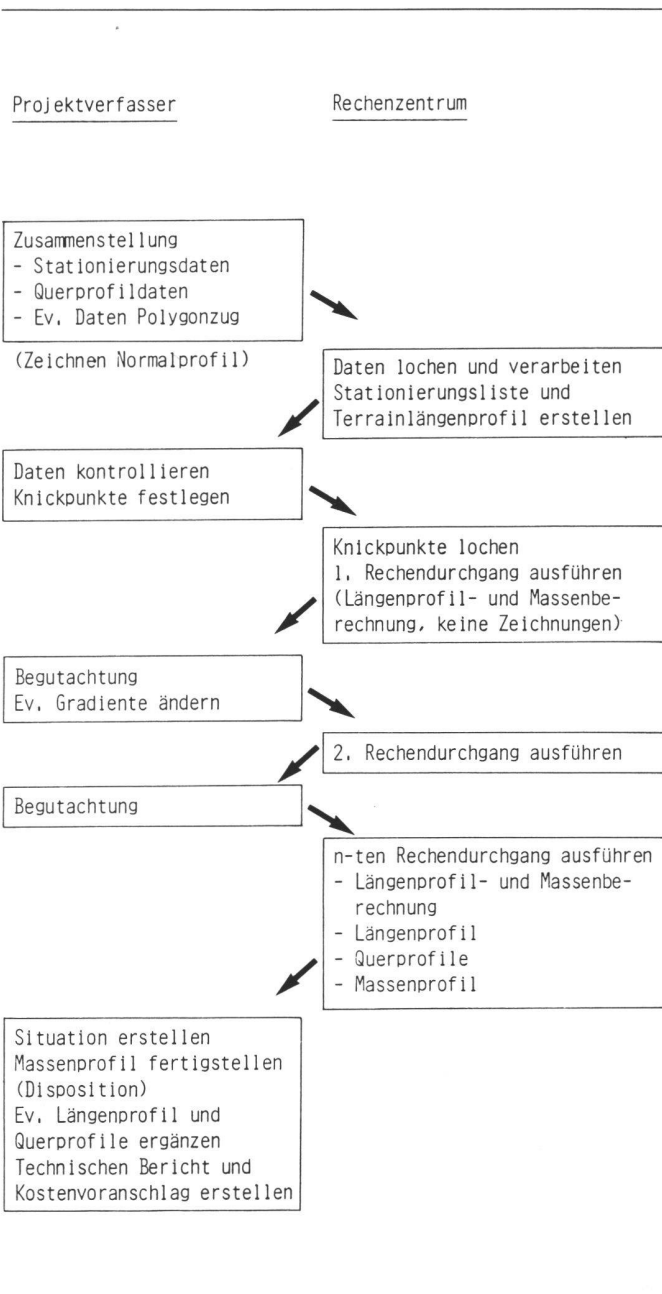 Projektverfasser
Rechenzentrum
Zusammenstellung
- Stationierungsdaten
- Querprofildaten
- Ev. Daten Polygonzug
(Zeichnen Normalprofil)
Daten lochen und verarbeiten
Stationierungsliste und
Terrainlängenprofil erstellen
Daten kontrollieren
Knickpunkte festlegen
Knickpunkte lochen
1. Rechendurchgang ausführen
(Längenprofil- und Massenbe-
rechnung, keine Zeichnungen)
Begutachtung
Ev. Gradiente ändern
2. Rechendurchgang ausführen
Begutachtung
n-ten Rechendurchgang ausführen
- Längenprofil- und Massenbe-
rechnung
- Längenprofil
- Querprofile
- Massenprofil
Situation erstellen
Massenprofil fertigstellen
(Disposition)
Ev. Längenprofil und
Querprofile ergänzen
Technischen Bericht und
Kostenvoranschlag erstellen